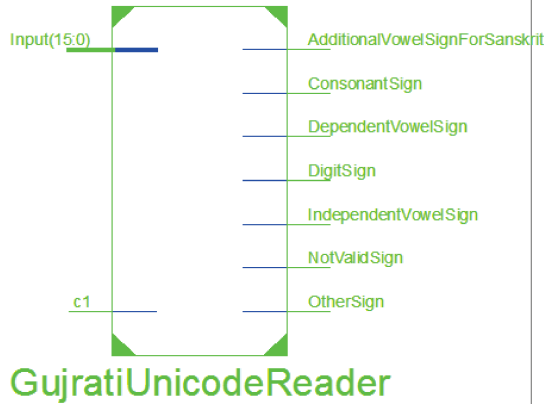 Input(15:0)
AdditionalVowelSignForSanskrit
ConsonantSign
DependentVowelSign
DigitSign
IndependentVowelSign
NotValidSign
c1
OtherSign
GujratiUnicodeReader